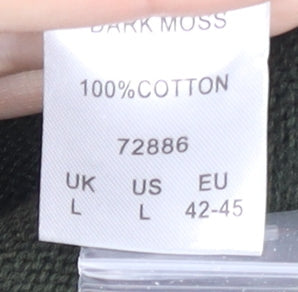 DARK MOSS
100%COTTON
72886
UK US EU
L L 42-45